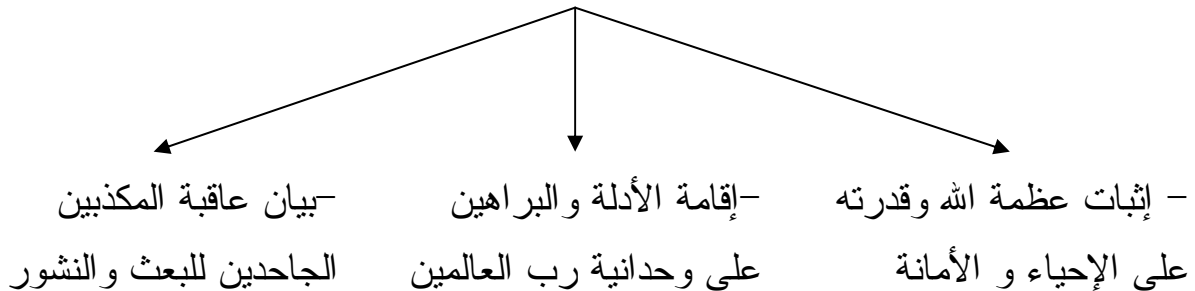 - إثبات عظمة الله وقدرته
على الإحياء و الأمانة
-إقامة الأدلة والبراهين
على وحدانية رب العالمين
-بيان عاقبة المكذبين
الجاحدين للبعث والنشور